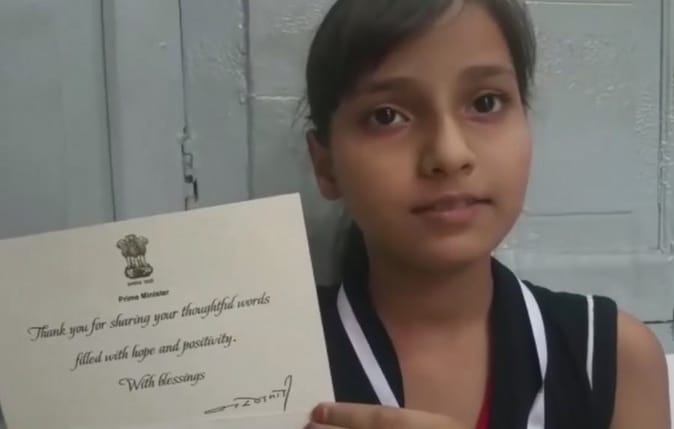 Prime Minister
Thank you for sharing your thoughtful words
filled with hope and positivity.
With blessings